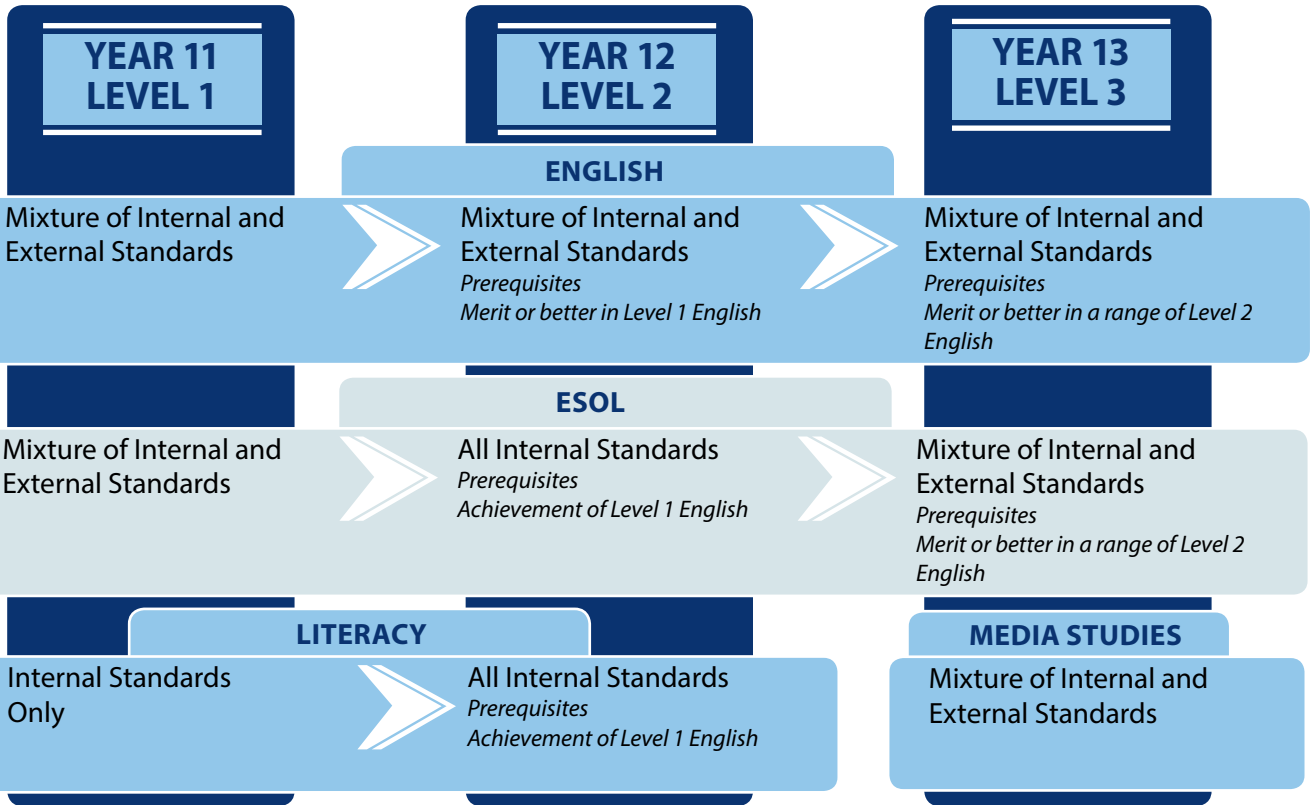 YEAR 11
LEVEL 1
YEAR 12
LEVEL 2
YEAR 13
LEVEL 3
ENGLISH
Mixture of Internal and
External Standards
Mixture of Internal and
External Standards
Prerequisites
Merit or better in Level 1 English
Mixture of Internal and
External Standards
Prerequisites
Merit or better in a range of Level 2
English
ESOL
Mixture of Internal and
External Standards
All Internal Standards
Prerequisites
Achievement of Level 1 English
Mixture of Internal and
External Standards
Prerequisites
Merit or better in a range of Level 2
English
LITERACY
Internal Standards
Only
All Internal Standards
Prerequisites
Achievement of Level 1 English
MEDIA STUDIES
Mixture of Internal and
External Standards